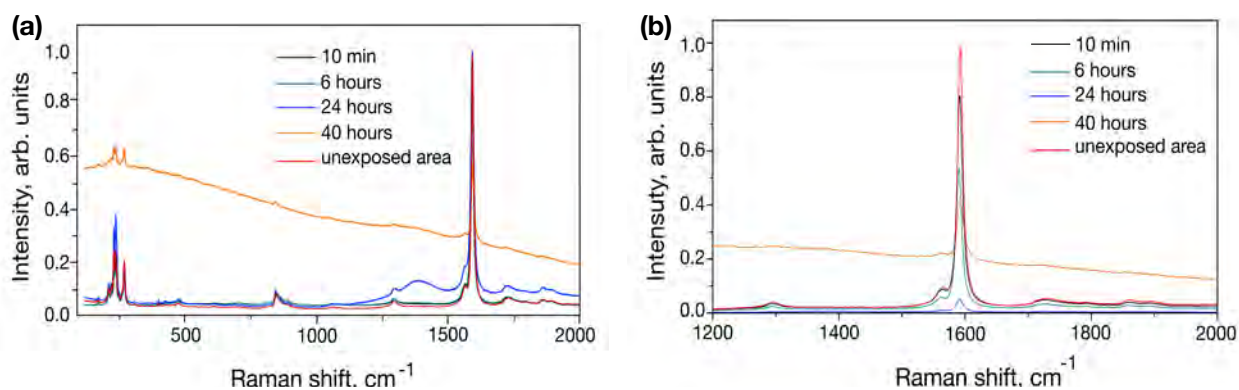 (a)
Intensity, arb. units
1.0
0.8
0.6
0.4
0.2
0.0
500
1000
1500
2000
Raman shift, cm⁻¹
10 min
6 hours
24 hours
40 hours
unexposed area
(b)
Intensuty, arb. units
1.0
0.8
0.6
0.4
0.2
0.0
1200
1400
1600
1800
2000
Raman shift, cm⁻¹
10 min
6 hours
24 hours
40 hours
unexposed area